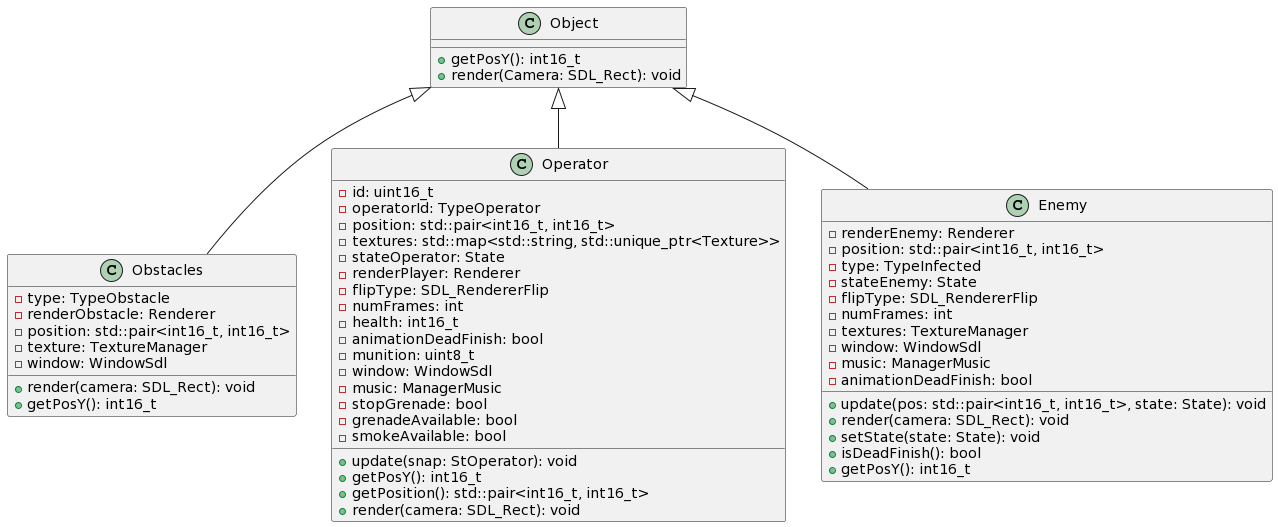 C Object
getPosY(): int16_t
render(Camera: SDL_Rect): void
C Obstacles
type: TypeObstacle
renderObstacle: Renderer
position: std::pair<int16_t, int16_t>
texture: TextureManager
window: WindowSdl
render(camera: SDL_Rect): void
getPosY(): int16_t
C Operator
id: uint16_t
operatorId: TypeOperator
position: std::pair<int16_t, int16_t>
textures: std::map<std::string, std::unique_ptr<Texture>>
stateOperator: State
renderPlayer: Renderer
flipType: SDL_RendererFlip
numFrames: int
health: int16_t
animationDeadFinish: bool
munition: uint8_t
window: WindowSdl
music: ManagerMusic
stopGrenade: bool
grenadeAvailable: bool
smokeAvailable: bool
update(snap: StOperator): void
getPosY(): int16_t
getPosition(): std::pair<int16_t, int16_t>
render(camera: SDL_Rect): void
C Enemy
renderEnemy: Renderer
position: std::pair<int16_t, int16_t>
type: TypeInfected
stateEnemy: State
flipType: SDL_RendererFlip
numFrames: int
textures: TextureManager
window: WindowSdl
music: ManagerMusic
animationDeadFinish: bool
update(pos: std::pair<int16_t, int16_t>, state: State): void
render(camera: SDL_Rect): void
setState(state: State): void
isDeadFinish(): bool
getPosY(): int16_t